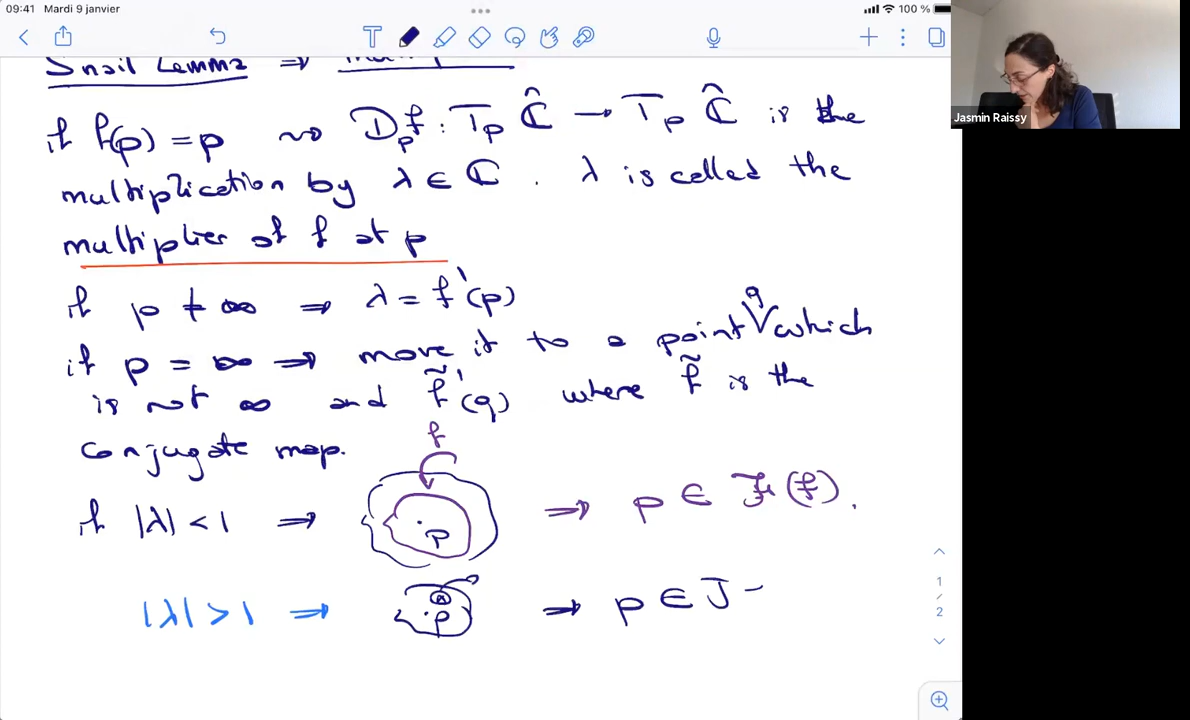 09:41 Mardi 9 janvier
100 %
Jasmin Raissy
Snail Lemma ⇒
if f(p) = p ⇝ D_p f : T_p Ĉ → T_p Ĉ is the
multiplication by λ ∈ ℂ . λ is called the
multiplier of f at p
if p ≠ ∞ ⇒ λ = f'(p)
if p = ∞ ⇒ move it to a point q which
is not ∞ and f̃'(q) where f̃ is the
conjugate map.
f
if |λ| < 1 ⇒ p ⇒ p ∈ F(f).
|λ| > 1 ⇒ p ⇒ p ∈ J
1
2